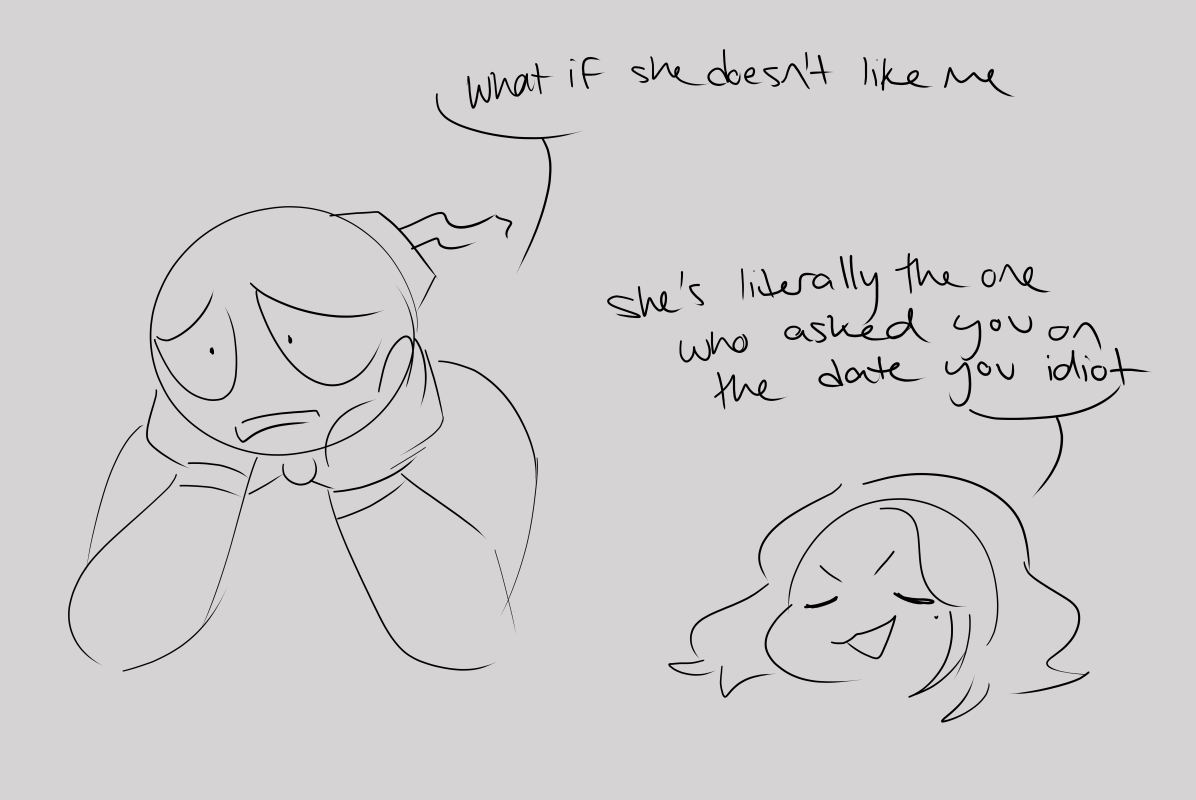 what if she doesn't like me
she's literally the one
who asked you on
the date you idiot